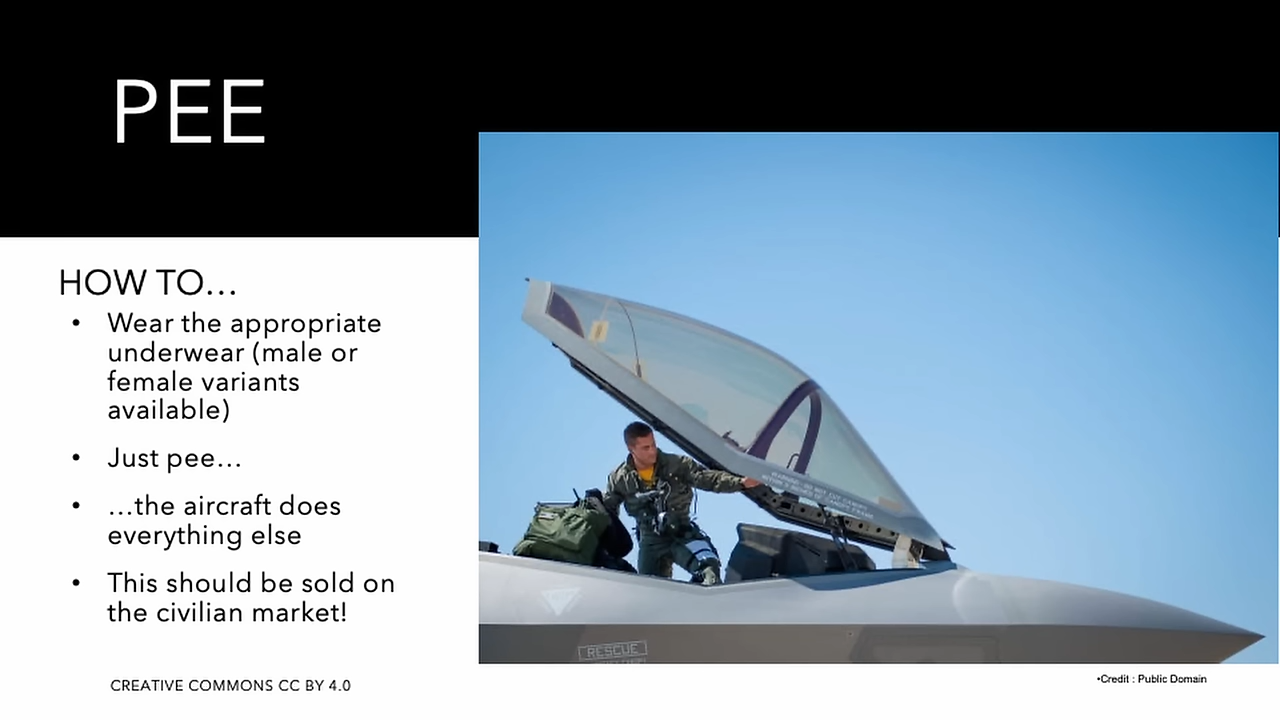 PEE
HOW TO...
• Wear the appropriate
underwear (male or
female variants
available)
• Just pee...
• ...the aircraft does
everything else
• This should be sold on
the civilian market!
RESCUE
CREATIVE COMMONS CC BY 4.0
•Credit : Public Domain